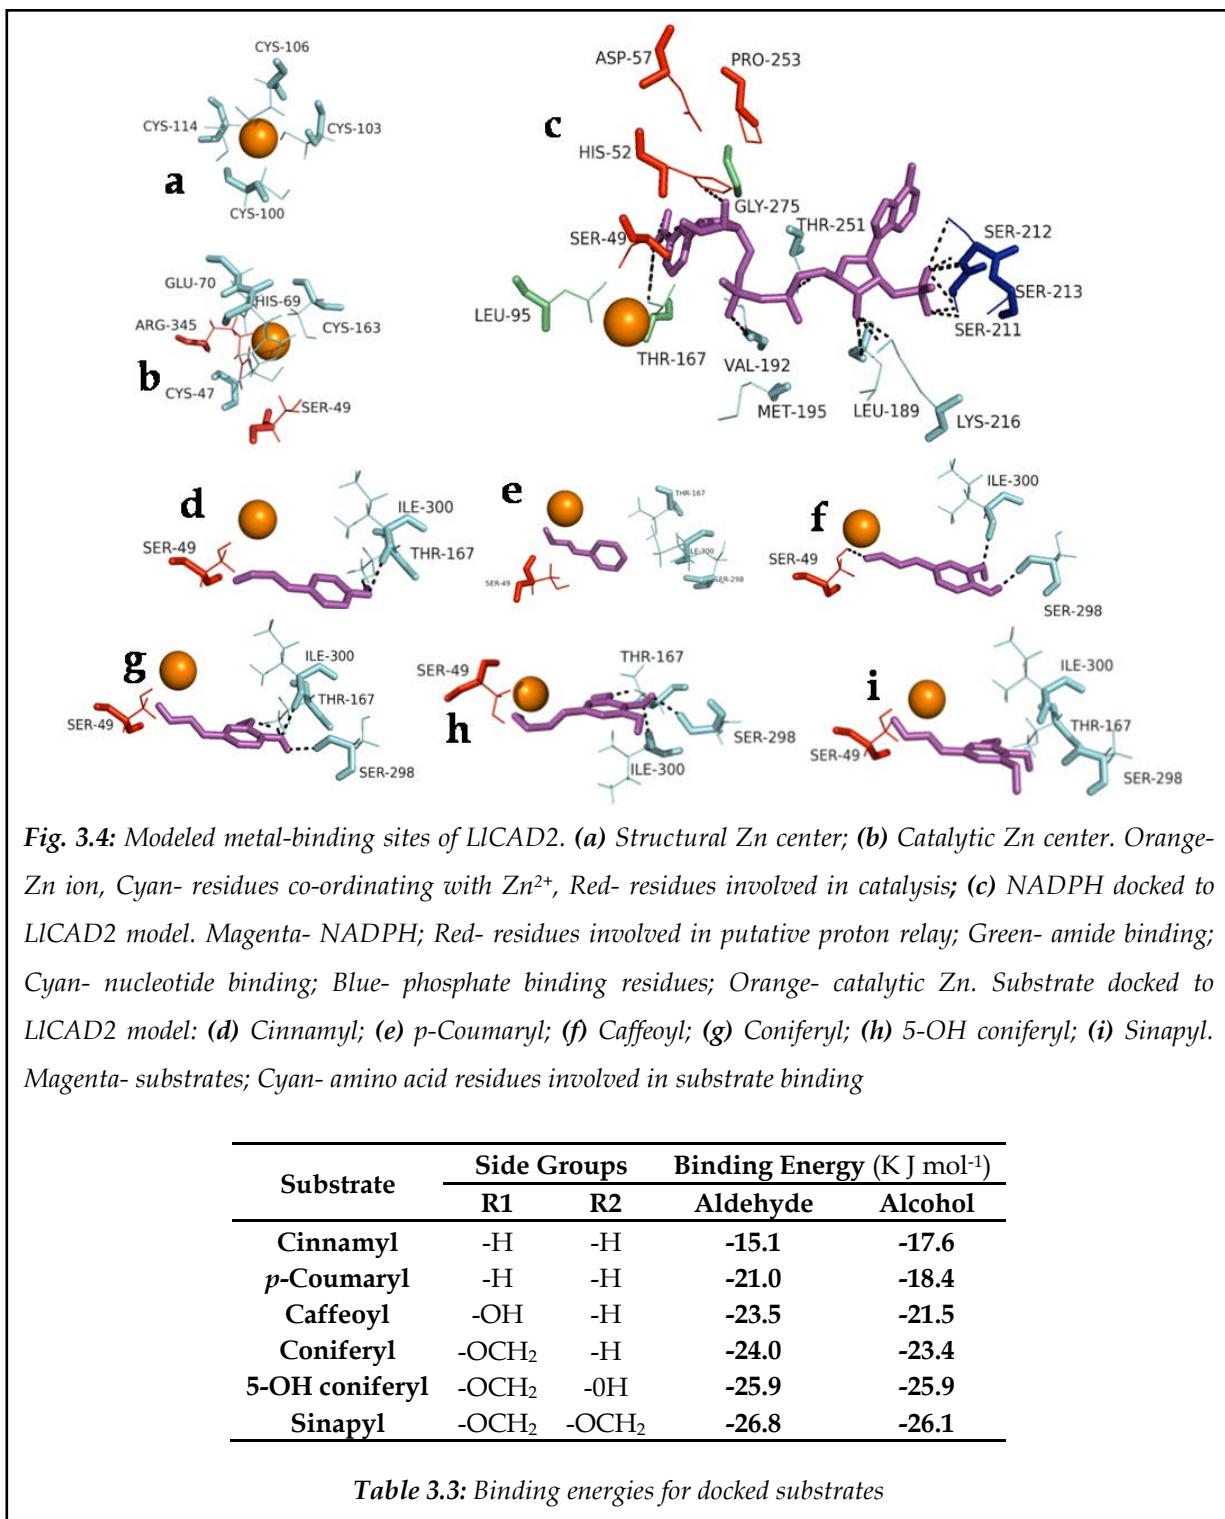 CYS-106
CYS-114
CYS-103
a
CYS-100
GLU-70
HIS-69
ARG-345
CYS-163
b
CYS-47
SER-49
ASP-57
PRO-253
c
HIS-52
GLY-275
THR-251
SER-49
SER-212
SER-213
LEU-95
SER-211
THR-167
VAL-192
MET-195
LEU-189
LYS-216
d
ILE-300
SER-49
THR-167
e
THR-167
ILE-300
SER-49
SER-298
f
ILE-300
SER-49
SER-298
g
ILE-300
THR-167
SER-49
SER-298
h
THR-167
SER-49
SER-298
ILE-300
i
ILE-300
THR-167
SER-49
SER-298
Fig. 3.4: Modeled metal-binding sites of LlCAD2. (a) Structural Zn center; (b) Catalytic Zn center. Orange-
Zn ion, Cyan- residues co-ordinating with Zn²⁺, Red- residues involved in catalysis; (c) NADPH docked to
LlCAD2 model. Magenta- NADPH; Red- residues involved in putative proton relay; Green- amide binding;
Cyan- nucleotide binding; Blue- phosphate binding residues; Orange- catalytic Zn. Substrate docked to
LlCAD2 model: (d) Cinnamyl; (e) p-Coumaryl; (f) Caffeoyl; (g) Coniferyl; (h) 5-OH coniferyl; (i) Sinapyl.
Magenta- substrates; Cyan- amino acid residues involved in substrate binding
Substrate Side Groups Binding Energy (K J mol⁻¹)
R1 R2 Aldehyde Alcohol
Cinnamyl -H -H -15.1 -17.6
p-Coumaryl -H -H -21.0 -18.4
Caffeoyl -OH -H -23.5 -21.5
Coniferyl -OCH₂ -H -24.0 -23.4
5-OH coniferyl -OCH₂ -0H -25.9 -25.9
Sinapyl -OCH₂ -OCH₂ -26.8 -26.1
Table 3.3: Binding energies for docked substrates